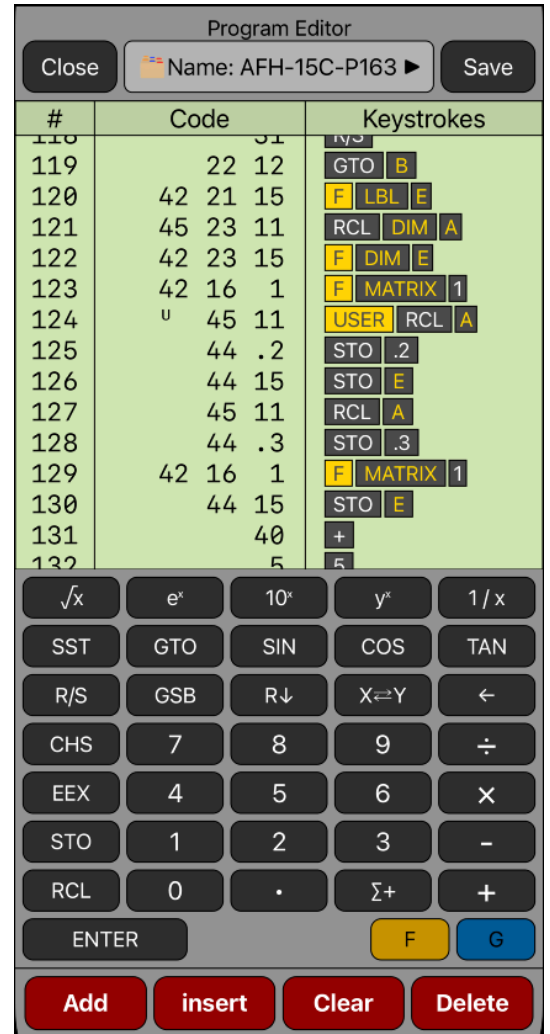 Program Editor
Close Name: AFH-15C-P163 ▶ Save
# Code Keystrokes
118 31 R/S
119 22 12 GTO B
120 42 21 15 F LBL E
121 45 23 11 RCL DIM A
122 42 23 15 F DIM E
123 42 16 1 F MATRIX 1
124 U 45 11 USER RCL A
125 44 .2 STO .2
126 44 15 STO E
127 45 11 RCL A
128 44 .3 STO .3
129 42 16 1 F MATRIX 1
130 44 15 STO E
131 40 +
132 5 5
√x eˣ 10ˣ yˣ 1/x
SST GTO SIN COS TAN
R/S GSB R↓ X⇄Y ←
CHS 7 8 9 ÷
EEX 4 5 6 ×
STO 1 2 3 -
RCL 0 · Σ+ +
ENTER F G
Add insert Clear Delete